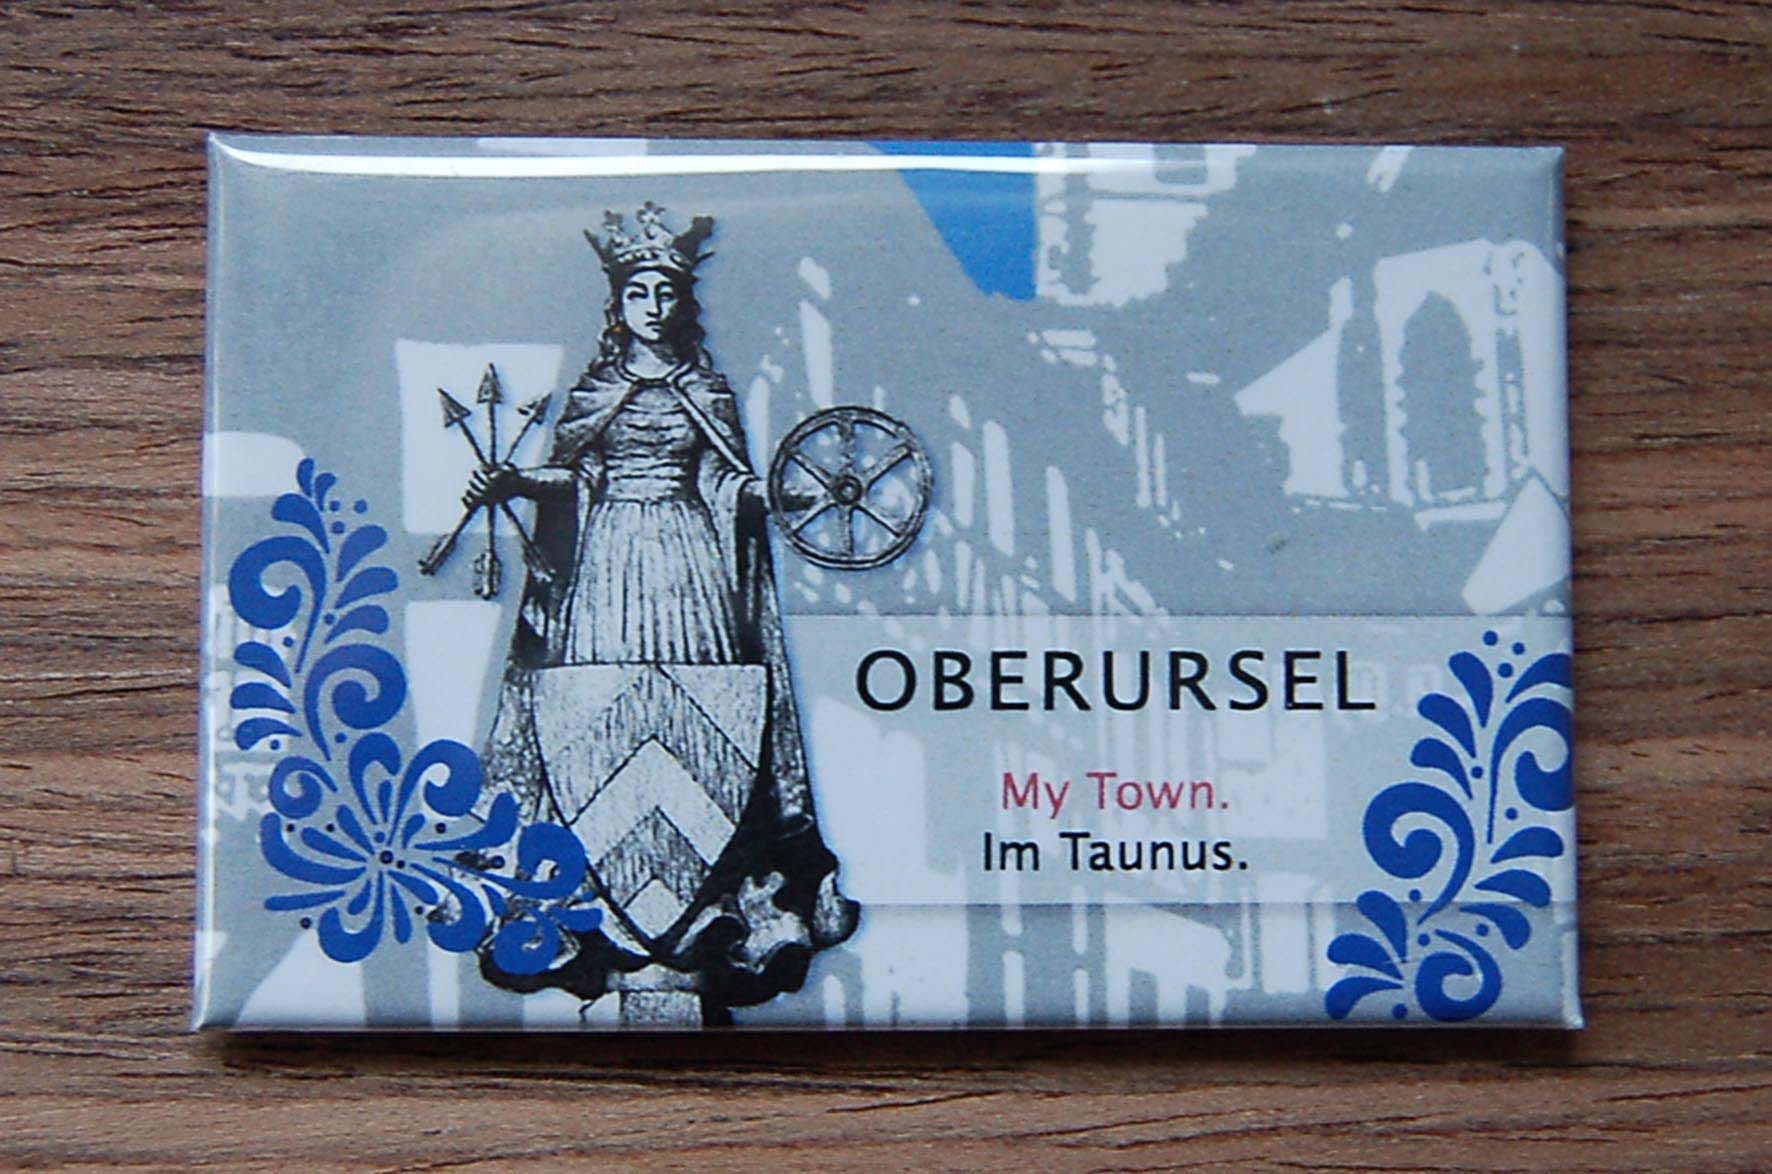 OBERURSEL
My Town.
Im Taunus.